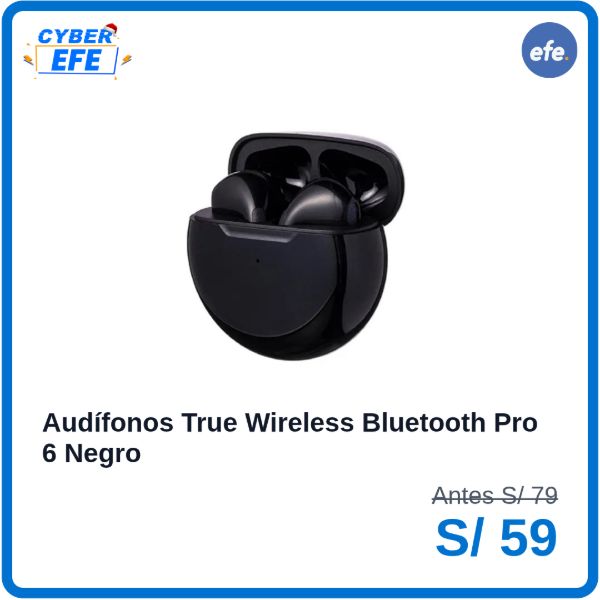 CYBER
EFE
efe.
Audífonos True Wireless Bluetooth Pro
6 Negro
Antes S/ 79
S/ 59